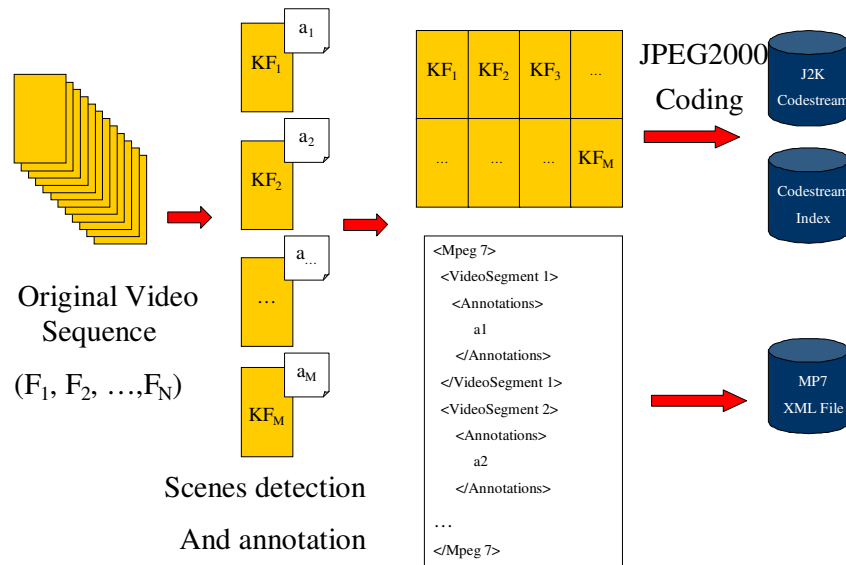 Original Video
Sequence
(F1, F2, …,FN)
a1
KF1
a2
KF2
a…
…
aM
KFM
Scenes detection
And annotation
KF1 KF2 KF3 ...
... ... ... KFM
<Mpeg 7>
<VideoSegment 1>
<Annotations>
a1
</Annotations>
</VideoSegment 1>
<VideoSegment 2>
<Annotations>
a2
</Annotations>
…
</Mpeg 7>
JPEG2000
Coding
J2K
Codestream
Codestream
Index
MP7
XML File